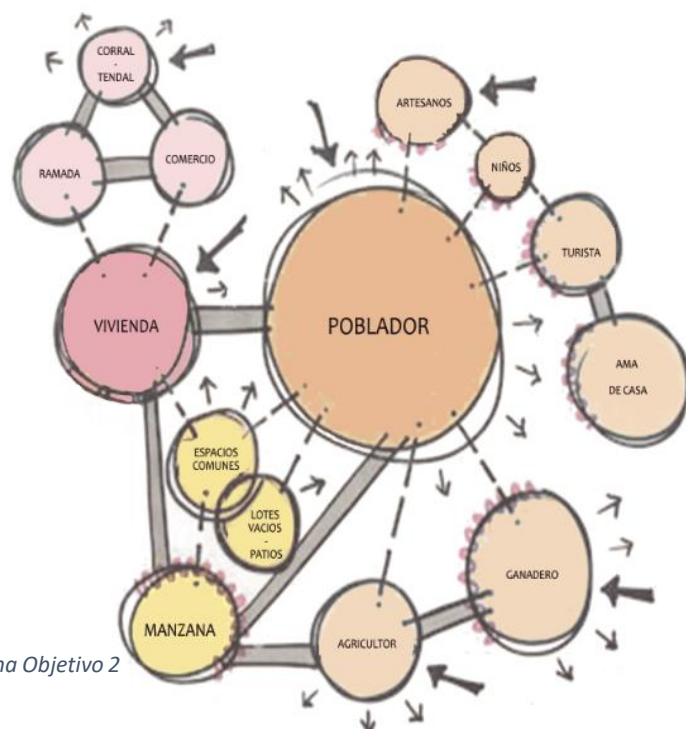 CORRAL
-
TENDAL
RAMADA
COMERCIO
ARTESANOS
NIÑOS
TURISTA
AMA
DE CASA
VIVIENDA
POBLADOR
ESPACIOS
COMUNES
LOTES
VACIOS
-
PATIOS
GANADERO
MANZANA
AGRICULTOR
Objetivo 2